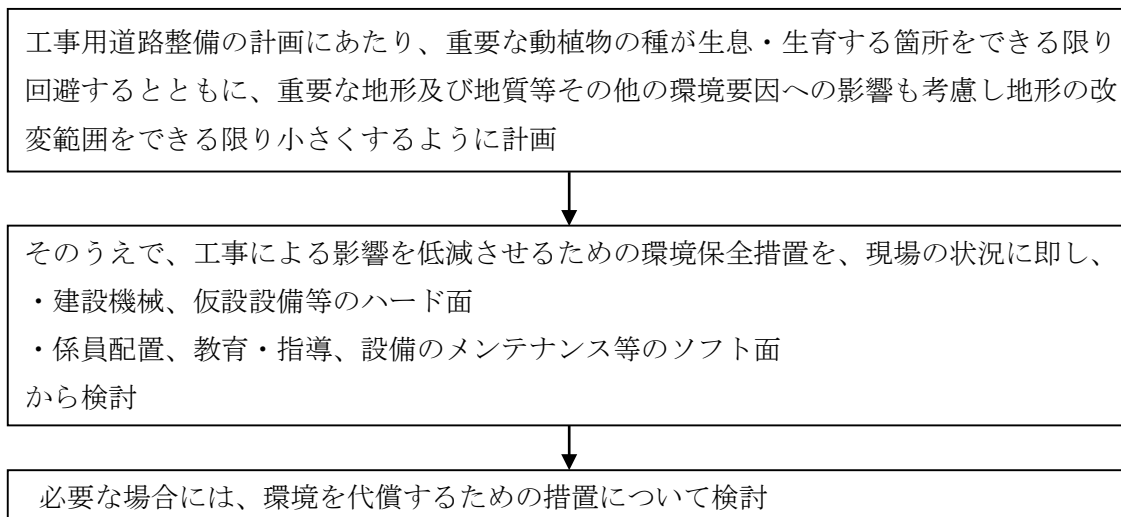 工事用道路整備の計画にあたり、重要な動植物の種が生息・生育する箇所をできる限り
回避するとともに、重要な地形及び地質等その他の環境要因への影響も考慮し地形の改
変範囲をできる限り小さくするように計画
そのうえで、工事による影響を低減させるための環境保全措置を、現場の状況に即し、
・建設機械、仮設設備等のハード面
・係員配置、教育・指導、設備のメンテナンス等のソフト面
から検討
必要な場合には、環境を代償するための措置について検討